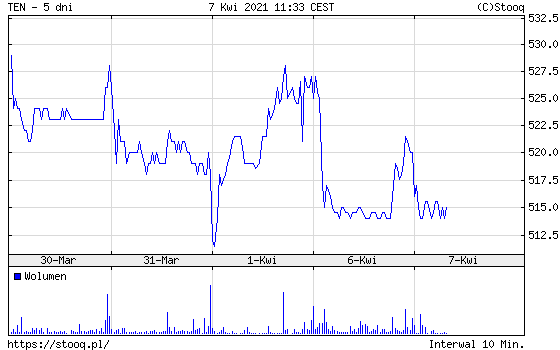 TEN - 5 dni 7 Kwi 2021 11:33 CEST (C)Stooq
532.5
530.0
527.5
525.0
522.5
520.0
517.5
515.0
512.5
30-Mar 31-Mar 1-Kwi 6-Kwi 7-Kwi
Wolumen
https://stooq.pl/ Interwal 10 Min.